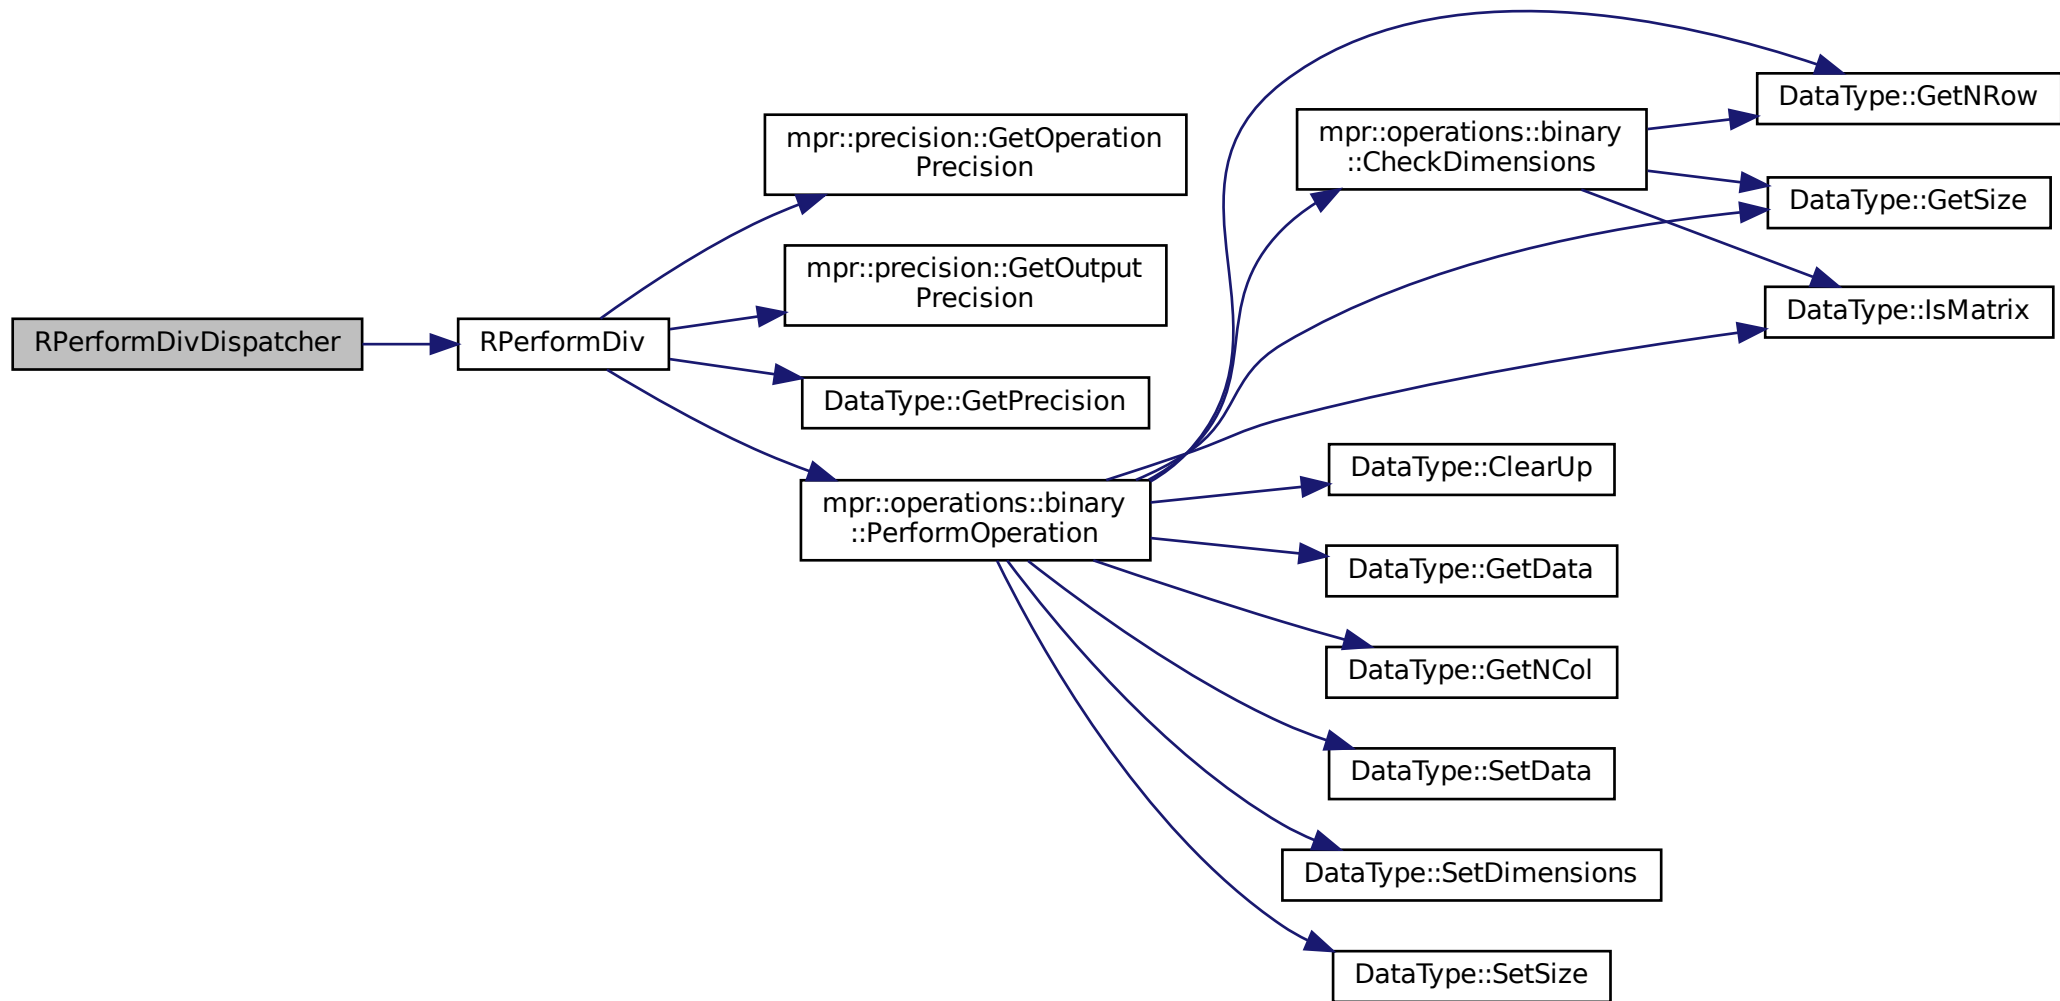 RPerformDivDispatcher
RPerformDiv
mpr::precision::GetOperation
Precision
mpr::precision::GetOutput
Precision
DataType::GetPrecision
mpr::operations::binary
::PerformOperation
mpr::operations::binary
::CheckDimensions
DataType::GetNRow
DataType::GetSize
DataType::IsMatrix
DataType::ClearUp
DataType::GetData
DataType::GetNCol
DataType::SetData
DataType::SetDimensions
DataType::SetSize